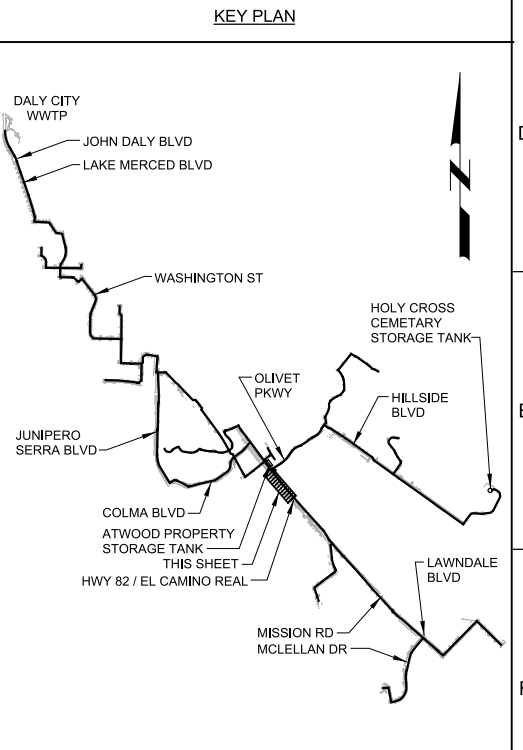 KEY PLAN
DALY CITY
WWTP
JOHN DALY BLVD
LAKE MERCED BLVD
N
D
WASHINGTON ST
HOLY CROSS
CEMETARY
STORAGE TANK
OLIVET
PKWY
HILLSIDE
BLVD
E
JUNIPERO
SERRA BLVD
COLMA BLVD
ATWOOD PROPERTY
STORAGE TANK
THIS SHEET
HWY 82 / EL CAMINO REAL
LAWNDALE
BLVD
MISSION RD
MCLELLAN DR
F